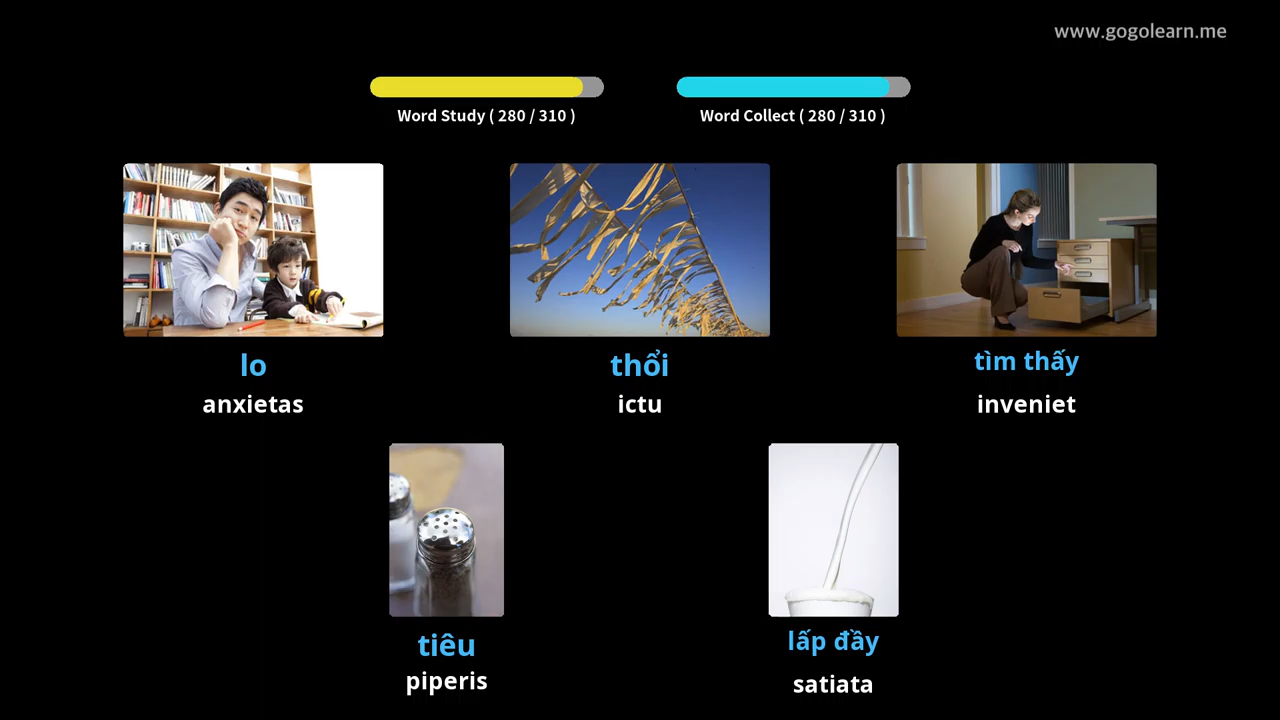 www.gogolearn.me
Word Study ( 280 / 310 )
Word Collect ( 280 / 310 )
lo
anxietas
thổi
ictu
tìm thấy
inveniet
tiêu
piperis
lấp đầy
satiata